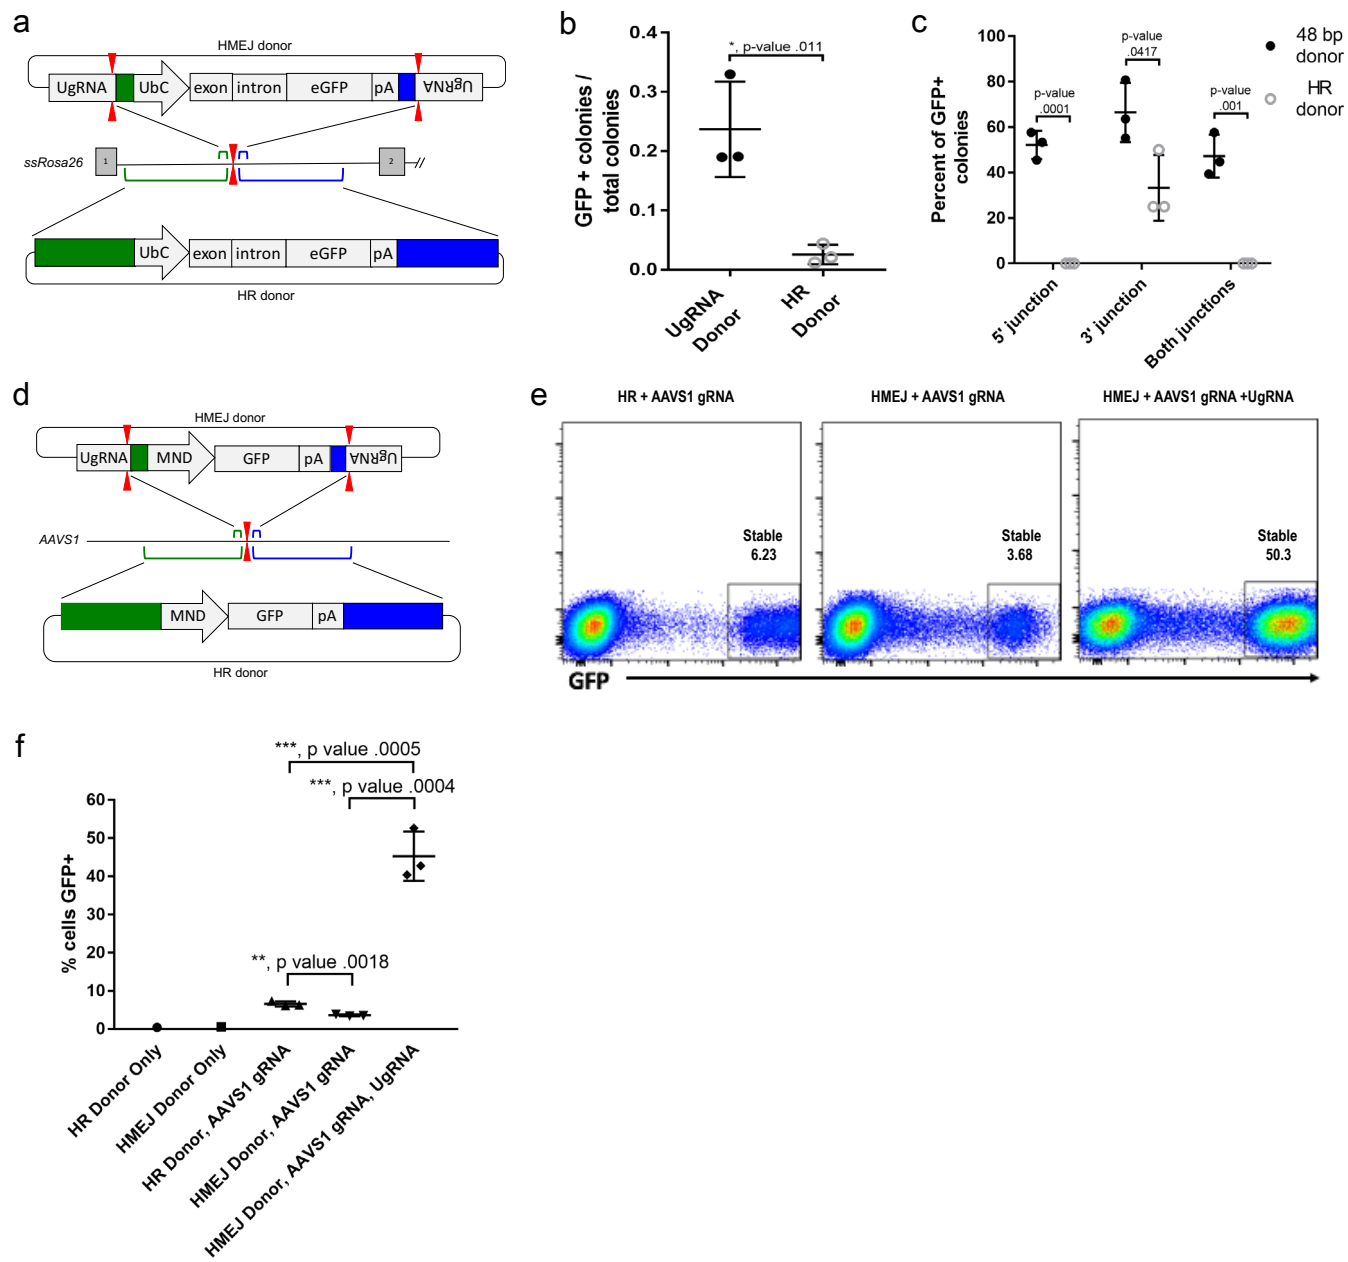 a
HMEJ donor
UgRNA
UbC
exon
intron
eGFP
pA
UgRNA
ssRosa26
1
2
UbC
exon
intron
eGFP
pA
HR donor
b
GFP + colonies /
total colonies
0.4
0.3
0.2
0.1
0.0
*, p-value .011
UgRNA
Donor
HR
Donor
c
Percent of GFP+
colonies
100
80
60
40
20
0
p-value
.0001
p-value
.0417
p-value
.001
48 bp
donor
HR
donor
5' junction
3' junction
Both junctions
d
HMEJ donor
UgRNA
MND
GFP
pA
UgRNA
AAVS1
MND
GFP
pA
HR donor
e
HR + AAVS1 gRNA
HMEJ + AAVS1 gRNA
HMEJ + AAVS1 gRNA +UgRNA
Stable
6.23
Stable
3.68
Stable
50.3
GFP
f
% cells GFP+
60
50
40
30
20
10
0
***, p value .0005
***, p value .0004
**, p value .0018
HR Donor Only
HMEJ Donor Only
HR Donor, AAVS1 gRNA
HMEJ Donor, AAVS1 gRNA
HMEJ Donor, AAVS1 gRNA, UgRNA